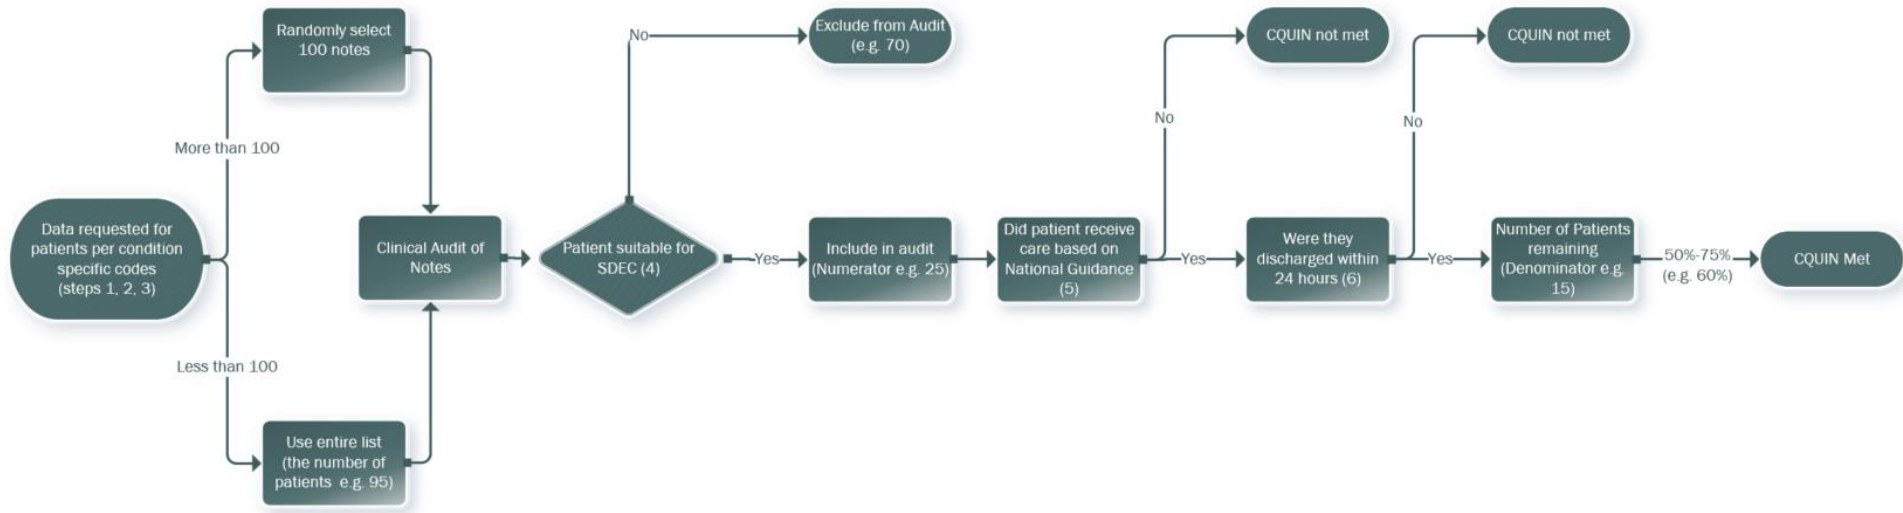 Randomly select
100 notes
More than 100
Data requested for
patients per condition
specific codes
(steps 1, 2, 3)
Less than 100
Use entire list
(the number of
patients e.g. 95)
Clinical Audit of
Notes
Patient suitable for
SDEC (4)
No
Exclude from Audit
(e.g. 70)
Yes
Include in audit
(Numerator e.g. 25)
Did patient receive
care based on
National Guidance
(5)
No
CQUIN not met
Yes
Were they
discharged within
24 hours (6)
No
CQUIN not met
Yes
Number of Patients
remaining
(Denominator e.g.
15)
50%-75%
(e.g. 60%)
CQUIN Met